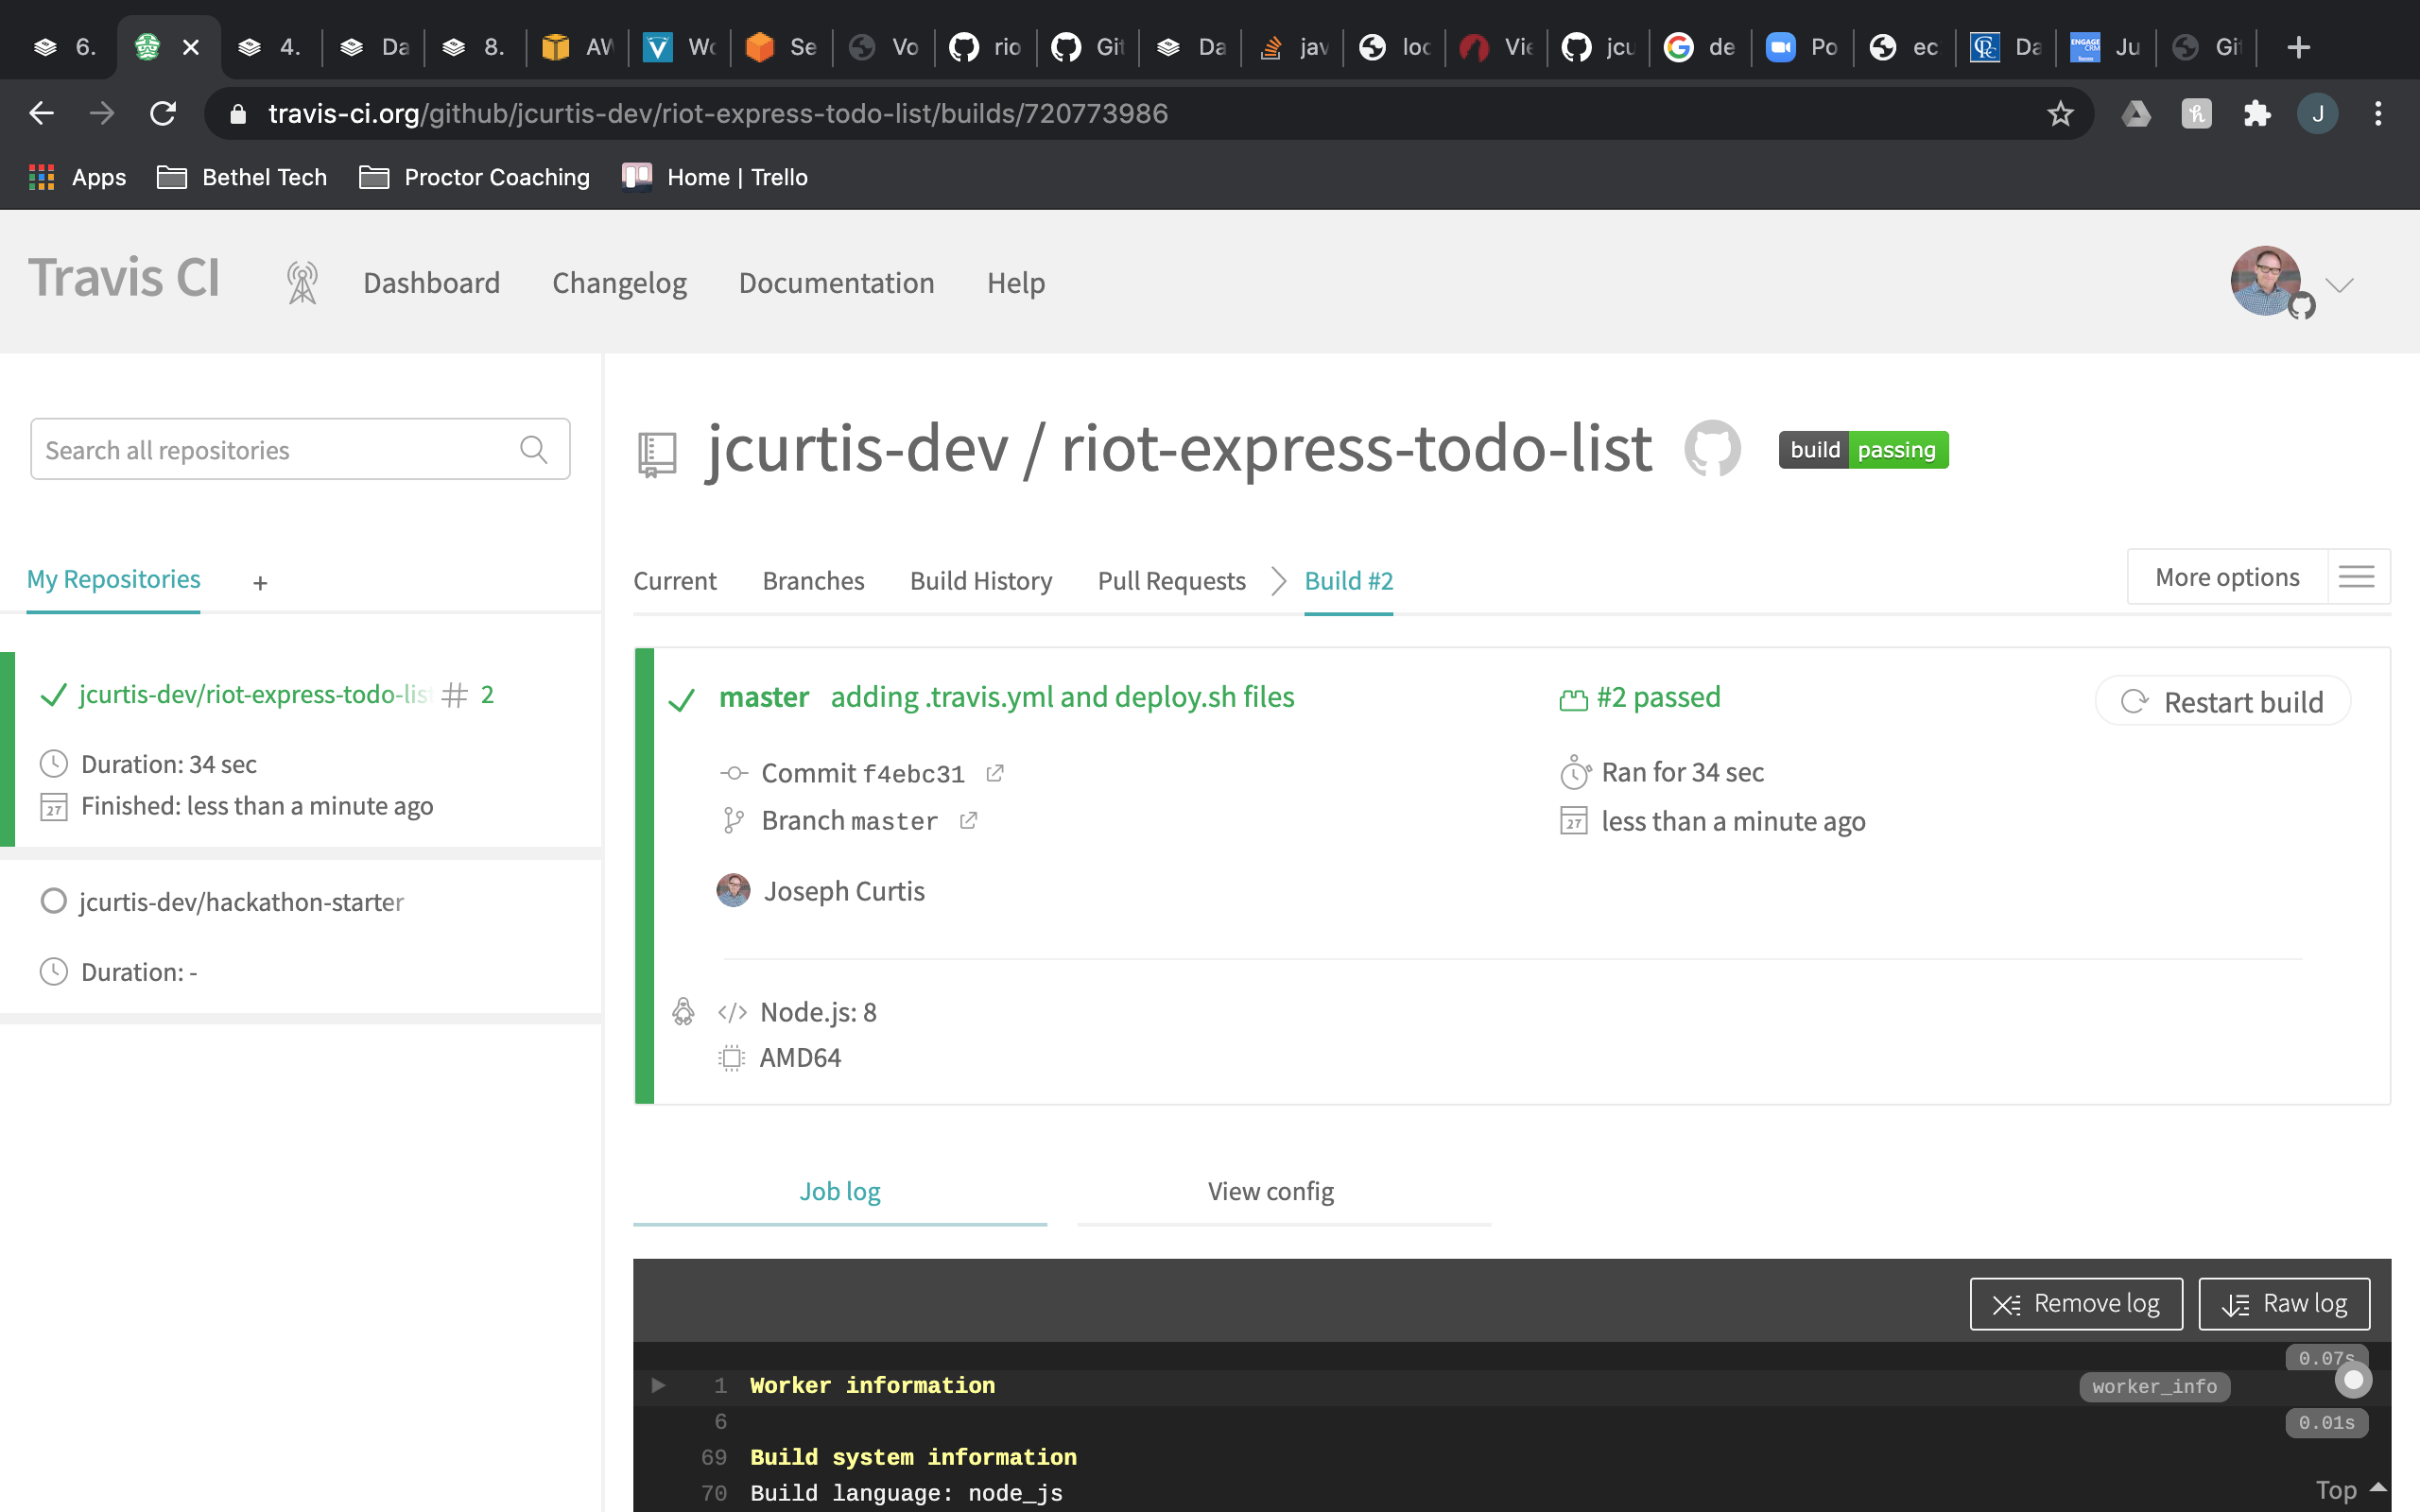 6.
4.
Da
8.
AW
Wo
Se
Vo
rio
Git
Da
jav
loc
Vie
jcu
de
Po
ec
Da
Ju
Git
travis-ci.org/github/jcurtis-dev/riot-express-todo-list/builds/720773986
J
Apps
Bethel Tech
Proctor Coaching
Home | Trello
Travis CI
Dashboard
Changelog
Documentation
Help
Search all repositories
jcurtis-dev / riot-express-todo-list
build passing
My Repositories
+
Current
Branches
Build History
Pull Requests
Build #2
More options
jcurtis-dev/riot-express-todo-lis
# 2
Duration: 34 sec
Finished: less than a minute ago
jcurtis-dev/hackathon-starter
Duration: -
master adding .travis.yml and deploy.sh files
#2 passed
Restart build
Commit f4ebc31
Ran for 34 sec
Branch master
less than a minute ago
Joseph Curtis
</> Node.js: 8
AMD64
Job log
View config
Remove log
Raw log
0.07s
1 Worker information
worker_info
6
0.01s
69 Build system information
70 Build language: node_js
Top